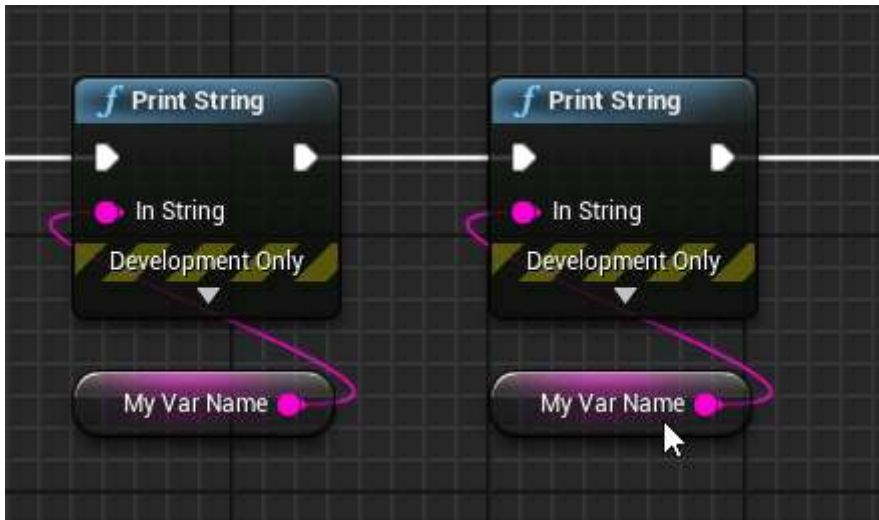 f Print String
f Print String
In String
In String
Development Only
Development Only
My Var Name
My Var Name